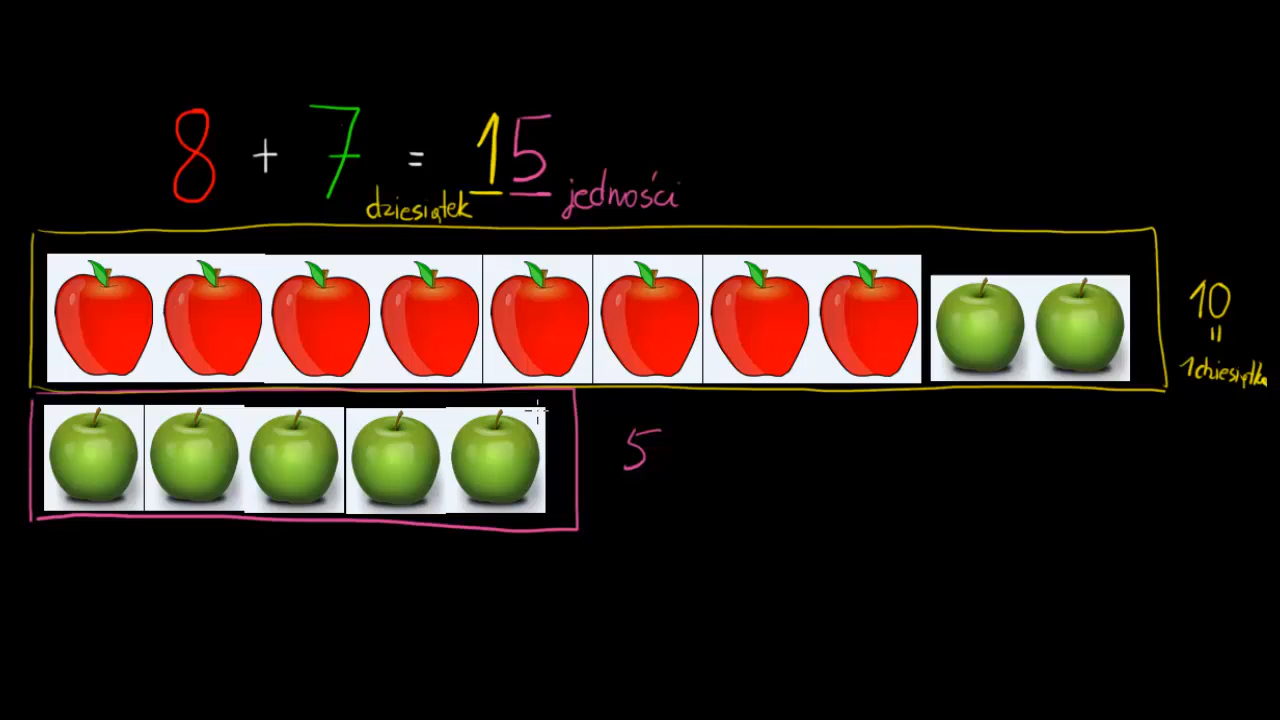 8 + 7 = 15
dziesiątek jedności
10
=
1 dziesiątka
5